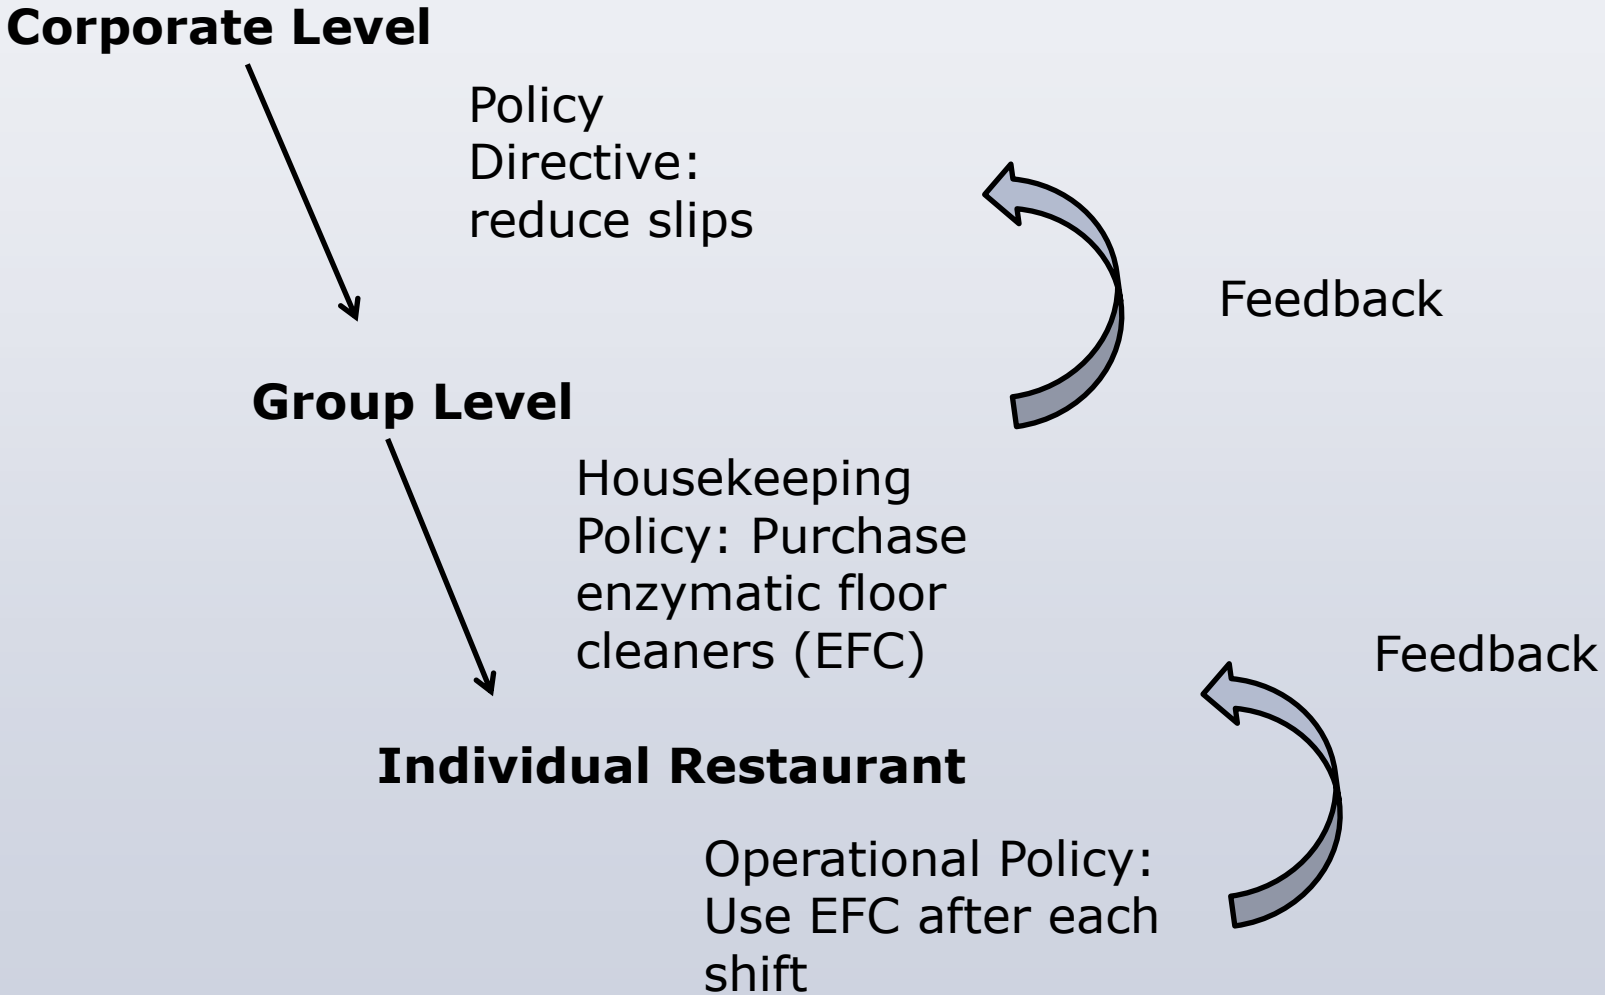 Corporate Level
Policy
Directive:
reduce slips
Feedback
Group Level
Housekeeping
Policy: Purchase
enzymatic floor
cleaners (EFC)
Feedback
Individual Restaurant
Operational Policy:
Use EFC after each
shift